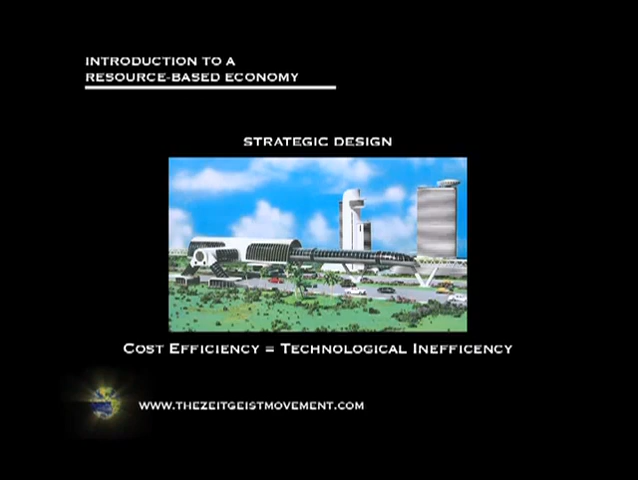 INTRODUCTION TO A
RESOURCE-BASED ECONOMY
STRATEGIC DESIGN
COST EFFICIENCY = TECHNOLOGICAL INEFFICENCY
WWW.THEZEITGEISTMOVEMENT.COM